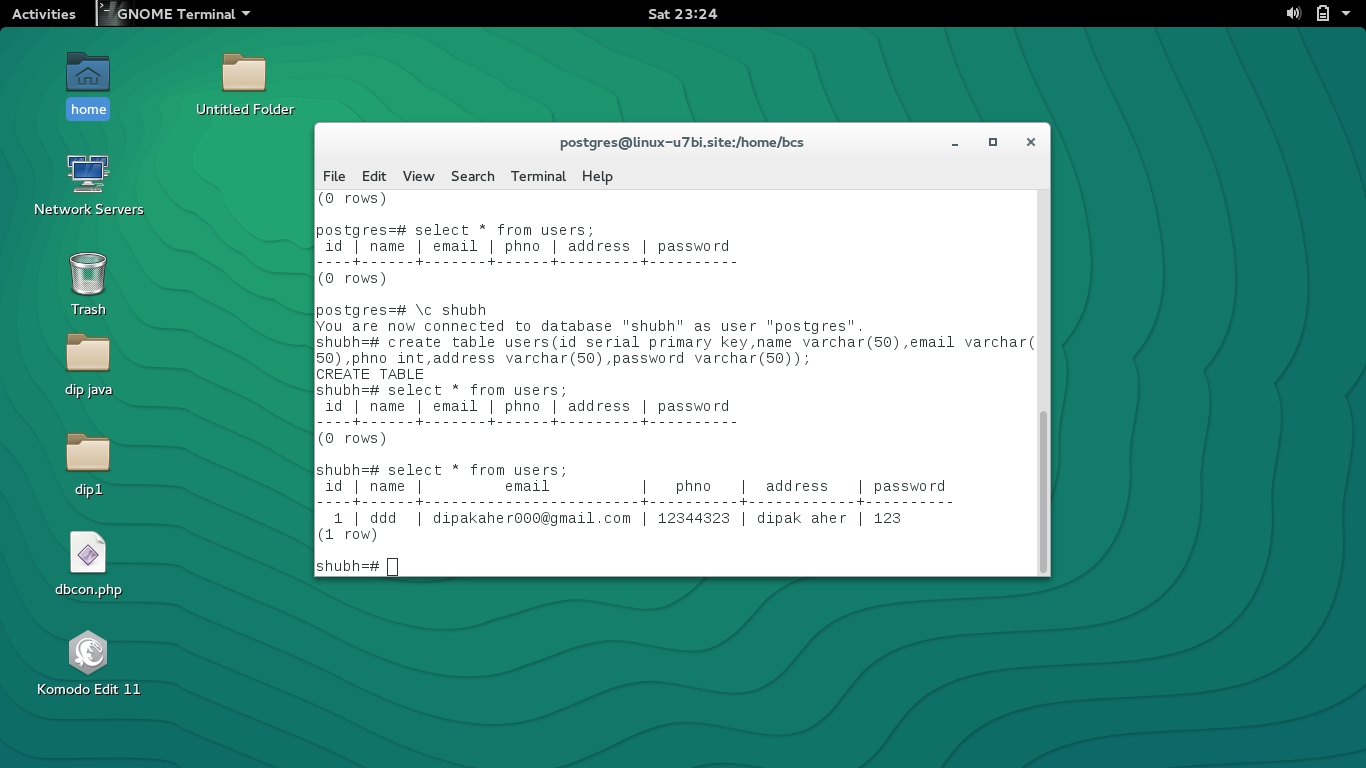 Activities GNOME Terminal Sat 23:24
home
Untitled Folder
Network Servers
Trash
dip java
dip1
dbcon.php
Komodo Edit 11
postgres@linux-u7bi.site:/home/bcs
File Edit View Search Terminal Help
(0 rows)
postgres=# select * from users;
 id | name | email | phno | address | password
----+------+-------+------+---------+----------
(0 rows)
postgres=# \c shubh
You are now connected to database "shubh" as user "postgres".
shubh=# create table users(id serial primary key,name varchar(50),email varchar(
50),phno int,address varchar(50),password varchar(50));
CREATE TABLE
shubh=# select * from users;
 id | name | email | phno | address | password
----+------+-------+------+---------+----------
(0 rows)
shubh=# select * from users;
 id | name |         email          |   phno   |  address   | password
----+------+------------------------+----------+------------+----------
  1 | ddd  | dipakaher000@gmail.com | 12344323 | dipak aher | 123
(1 row)
shubh=#